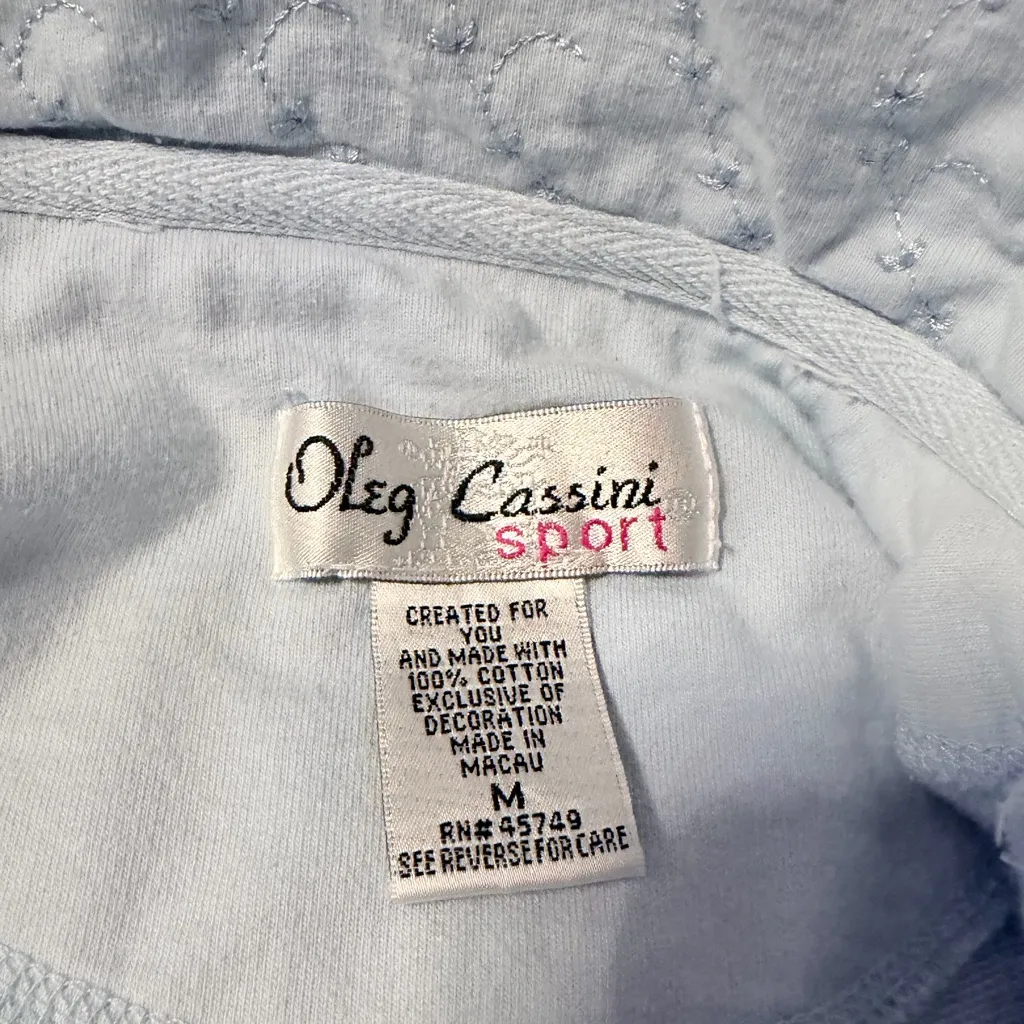 Oleg Cassini
sport
CREATED FOR
YOU
AND MADE WITH
100% COTTON
EXCLUSIVE OF
DECORATION
MADE IN
MACAU
M
RN# 45749
SEE REVERSE FOR CARE